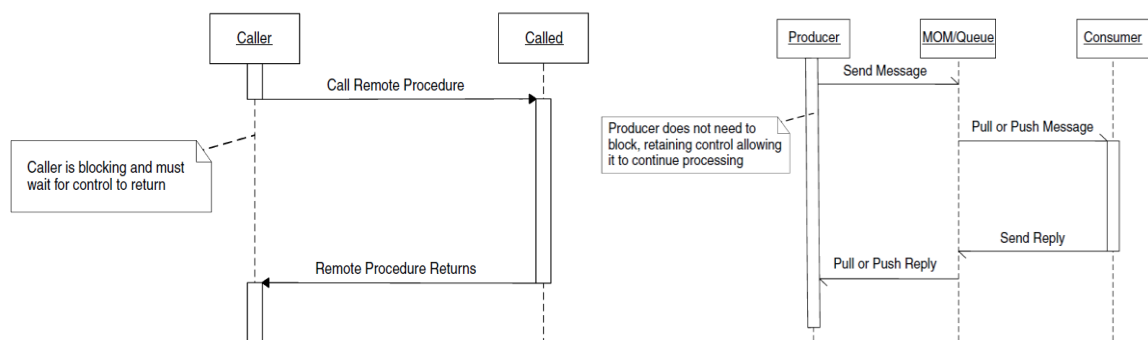 Caller
Called
Call Remote Procedure
Caller is blocking and must
wait for control to return
Remote Procedure Returns
Producer
MOM/Queue
Consumer
Send Message
Producer does not need to
block, retaining control allowing
it to continue processing
Pull or Push Message
Send Reply
Pull or Push Reply